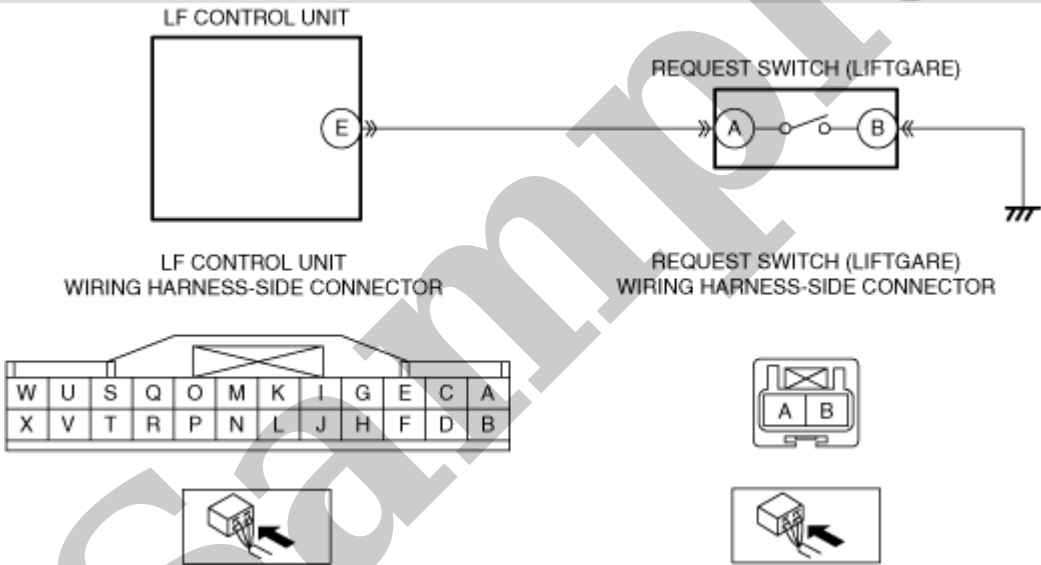 LF CONTROL UNIT
REQUEST SWITCH (LIFTGARE)
E
A
B
LF CONTROL UNIT
WIRING HARNESS-SIDE CONNECTOR
REQUEST SWITCH (LIFTGARE)
WIRING HARNESS-SIDE CONNECTOR
W U S Q O M K I G E C A
X V T R P N L J H F D B
A B
Sample